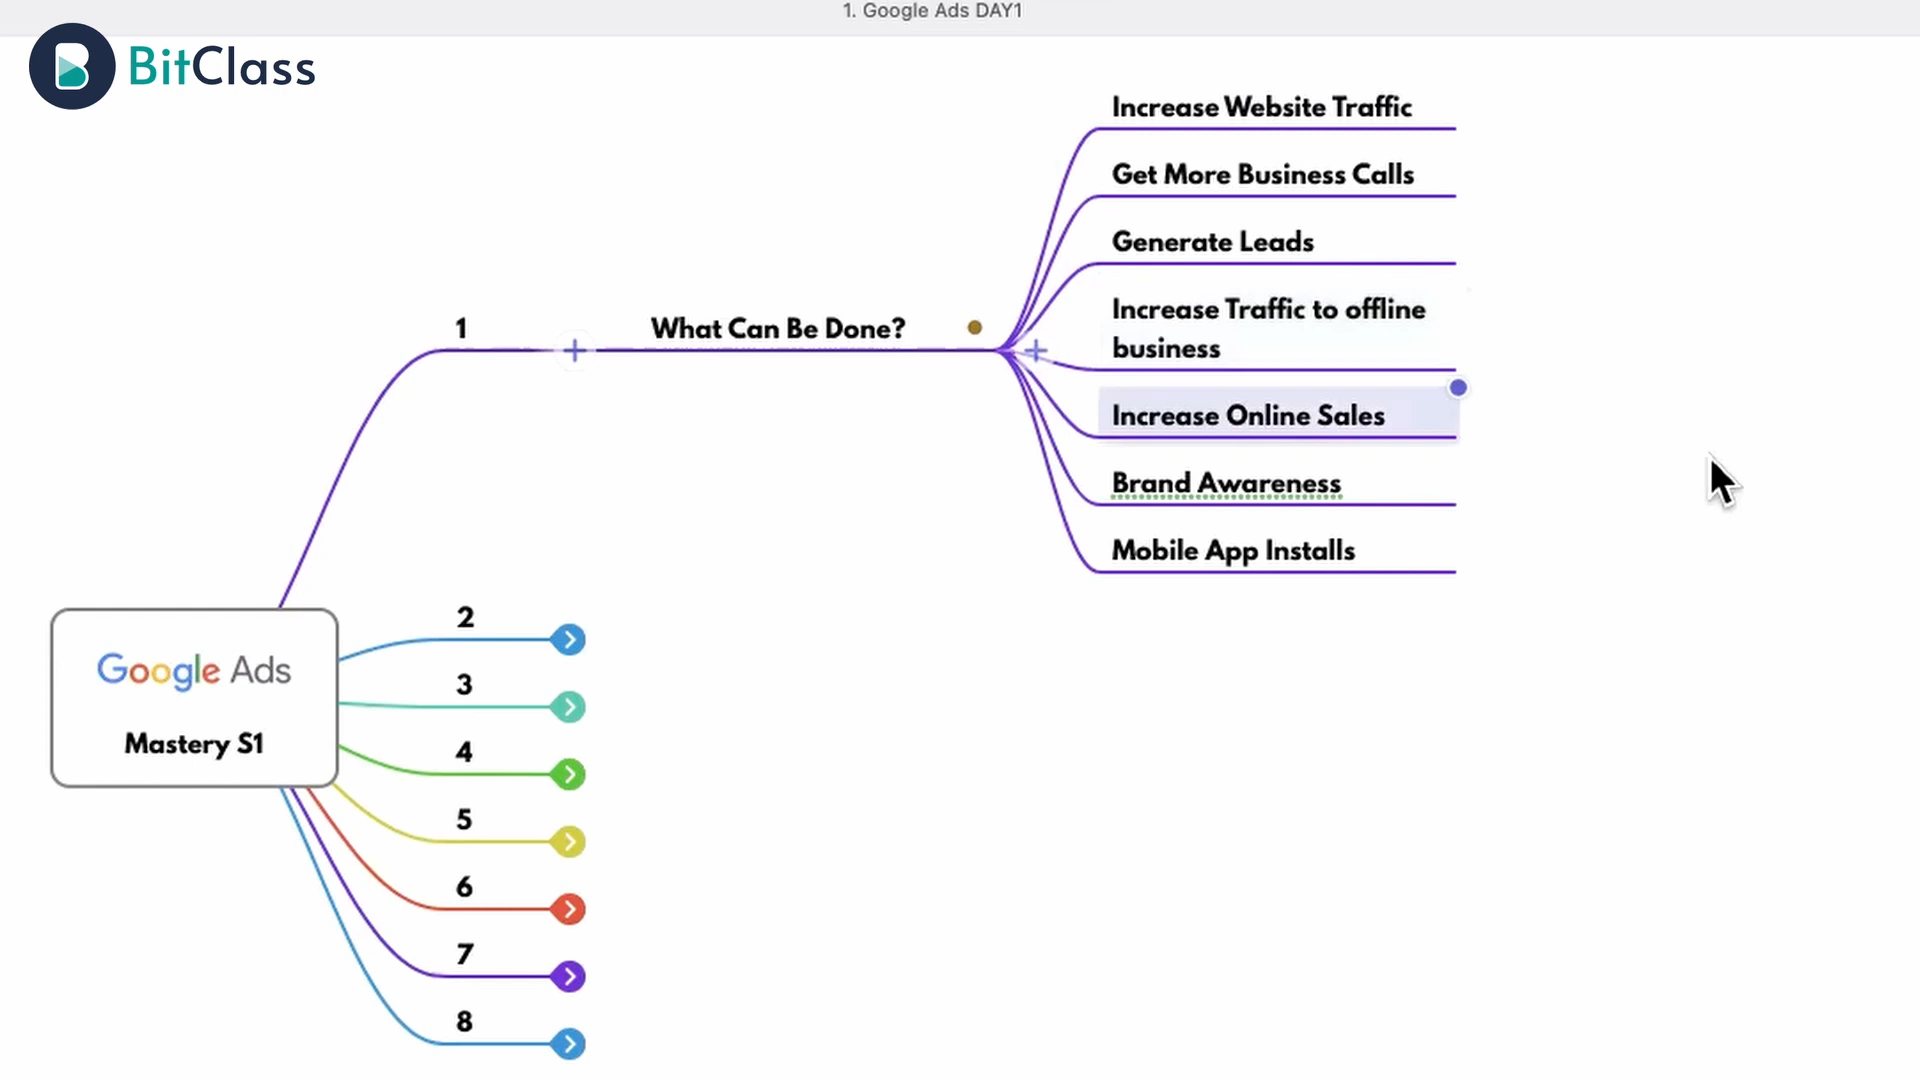 1. Google Ads DAY1
BitClass
Increase Website Traffic
Get More Business Calls
Generate Leads
Increase Traffic to offline
business
1
What Can Be Done?
Increase Online Sales
Brand Awareness
Mobile App Installs
Google Ads
Mastery S1
2
3
4
5
6
7
8